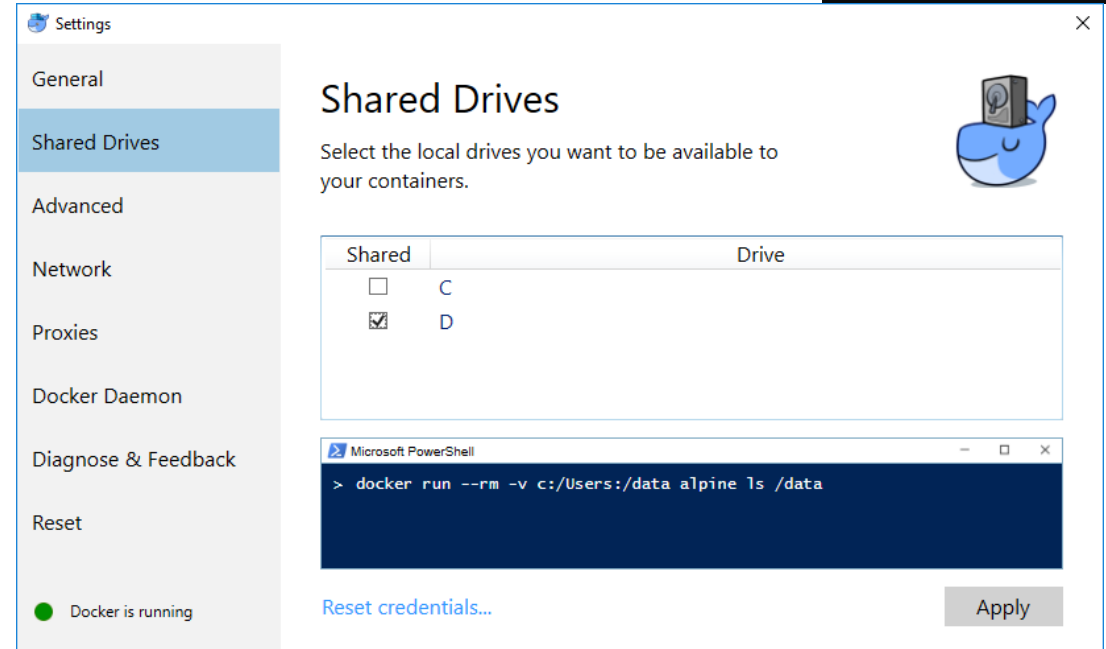 Settings
General
Shared Drives
Advanced
Network
Proxies
Docker Daemon
Diagnose & Feedback
Reset
Docker is running
Shared Drives
Select the local drives you want to be available to
your containers.
Shared Drive
C
D
Microsoft PowerShell
> docker run --rm -v c:/Users:/data alpine ls /data
Reset credentials...
Apply